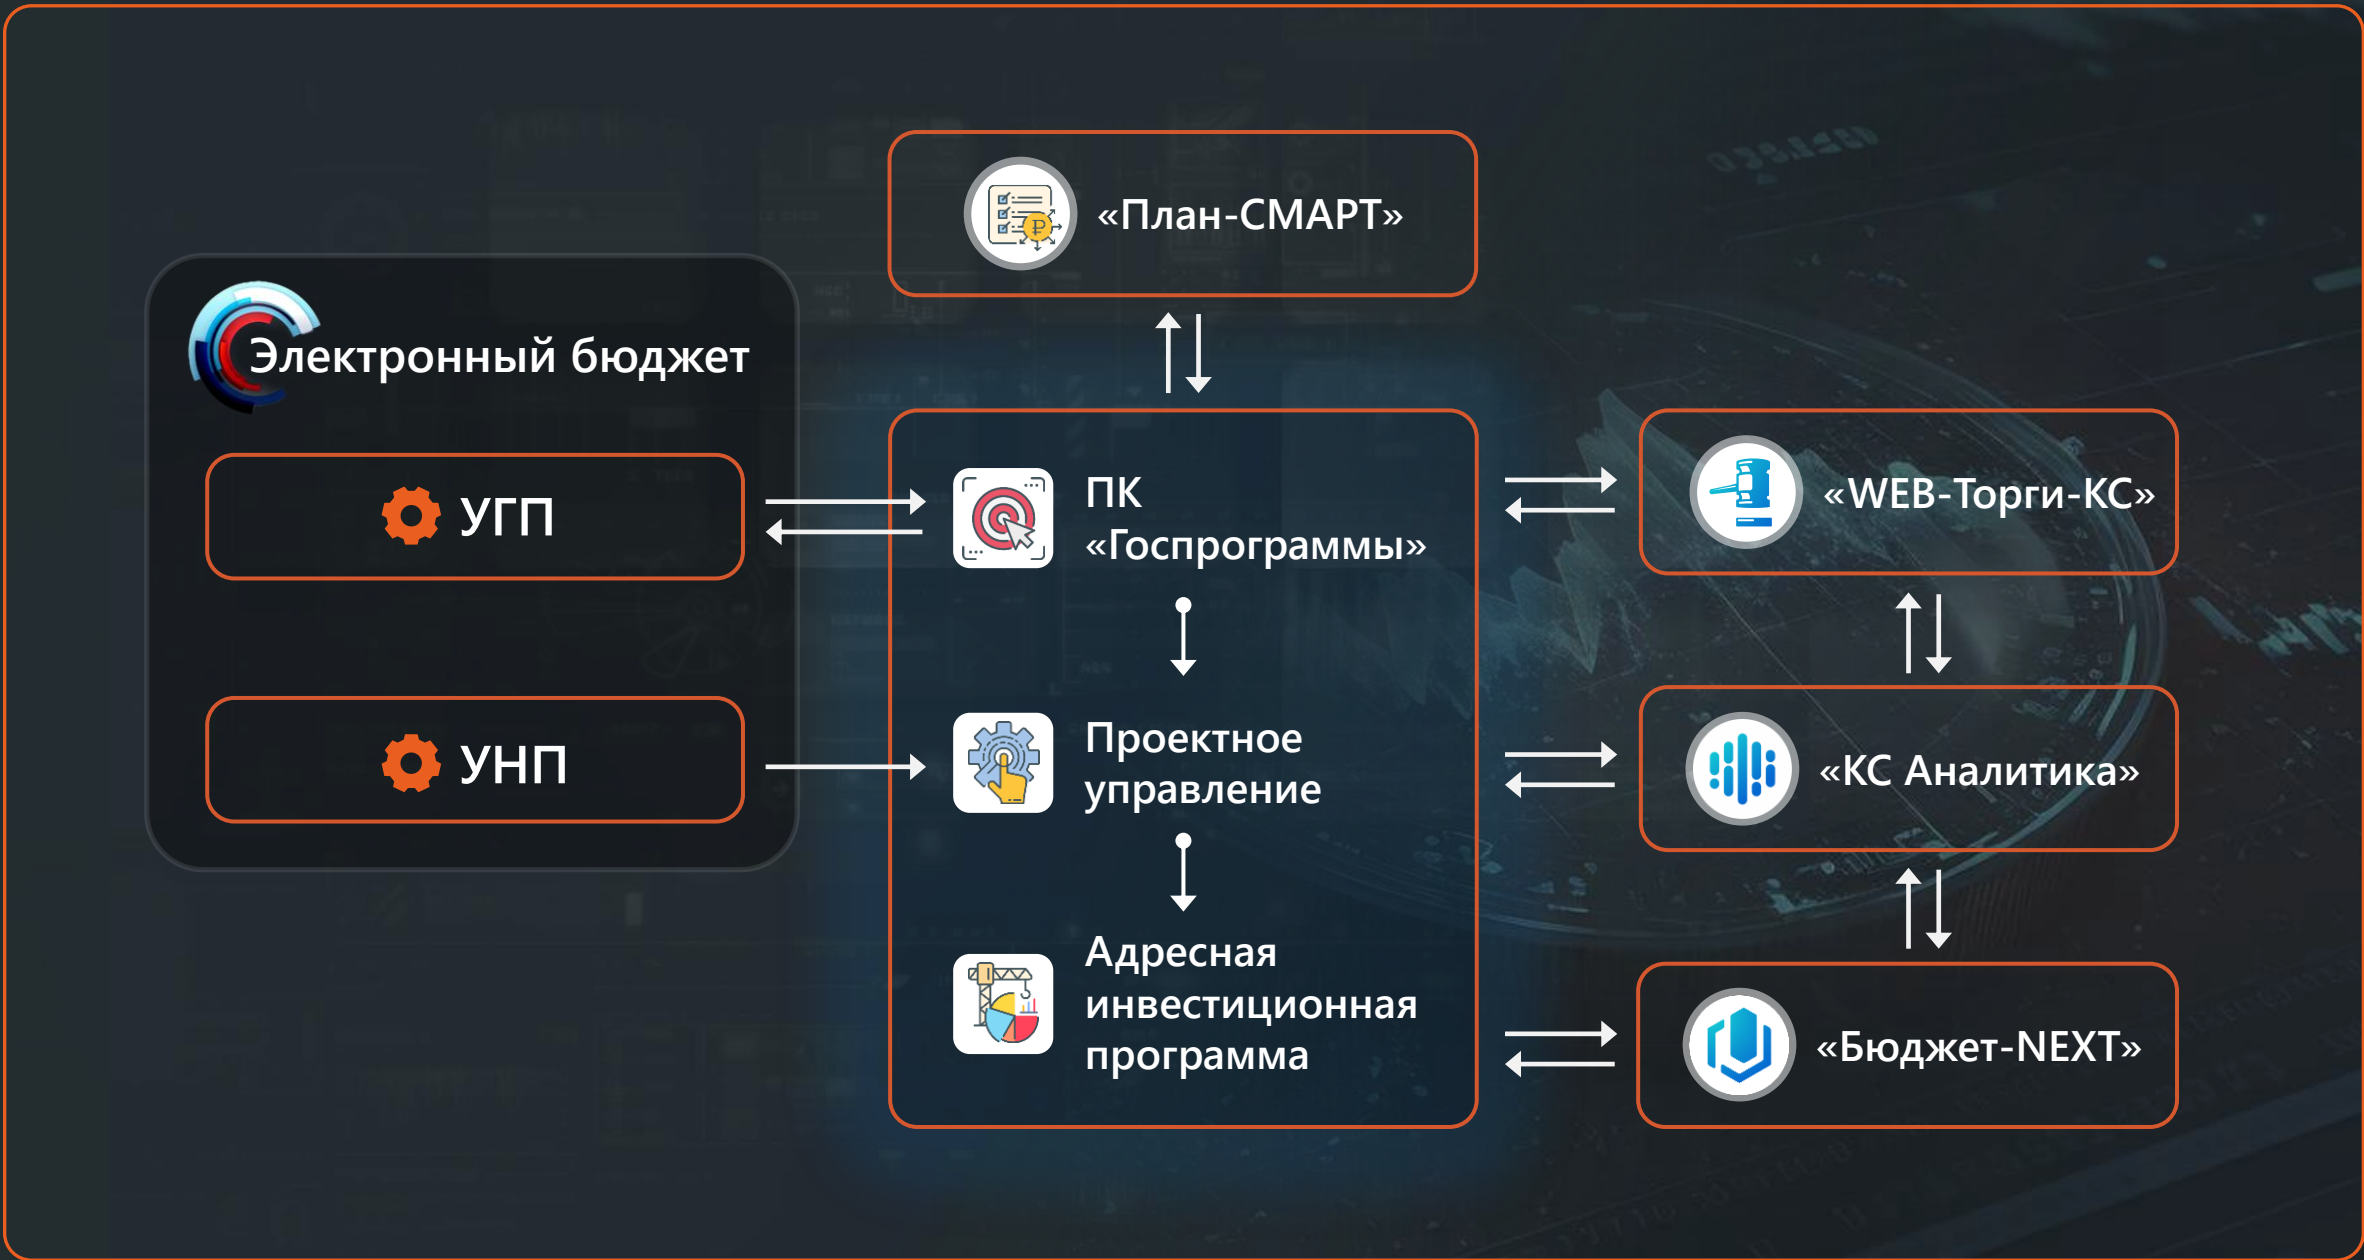 «План-СМАРТ»
Электронный бюджет
УГП
УНП
ПК
«Госпрограммы»
Проектное
управление
Адресная
инвестиционная
программа
«WEB-Торги-КС»
«КС Аналитика»
«Бюджет-NEXT»